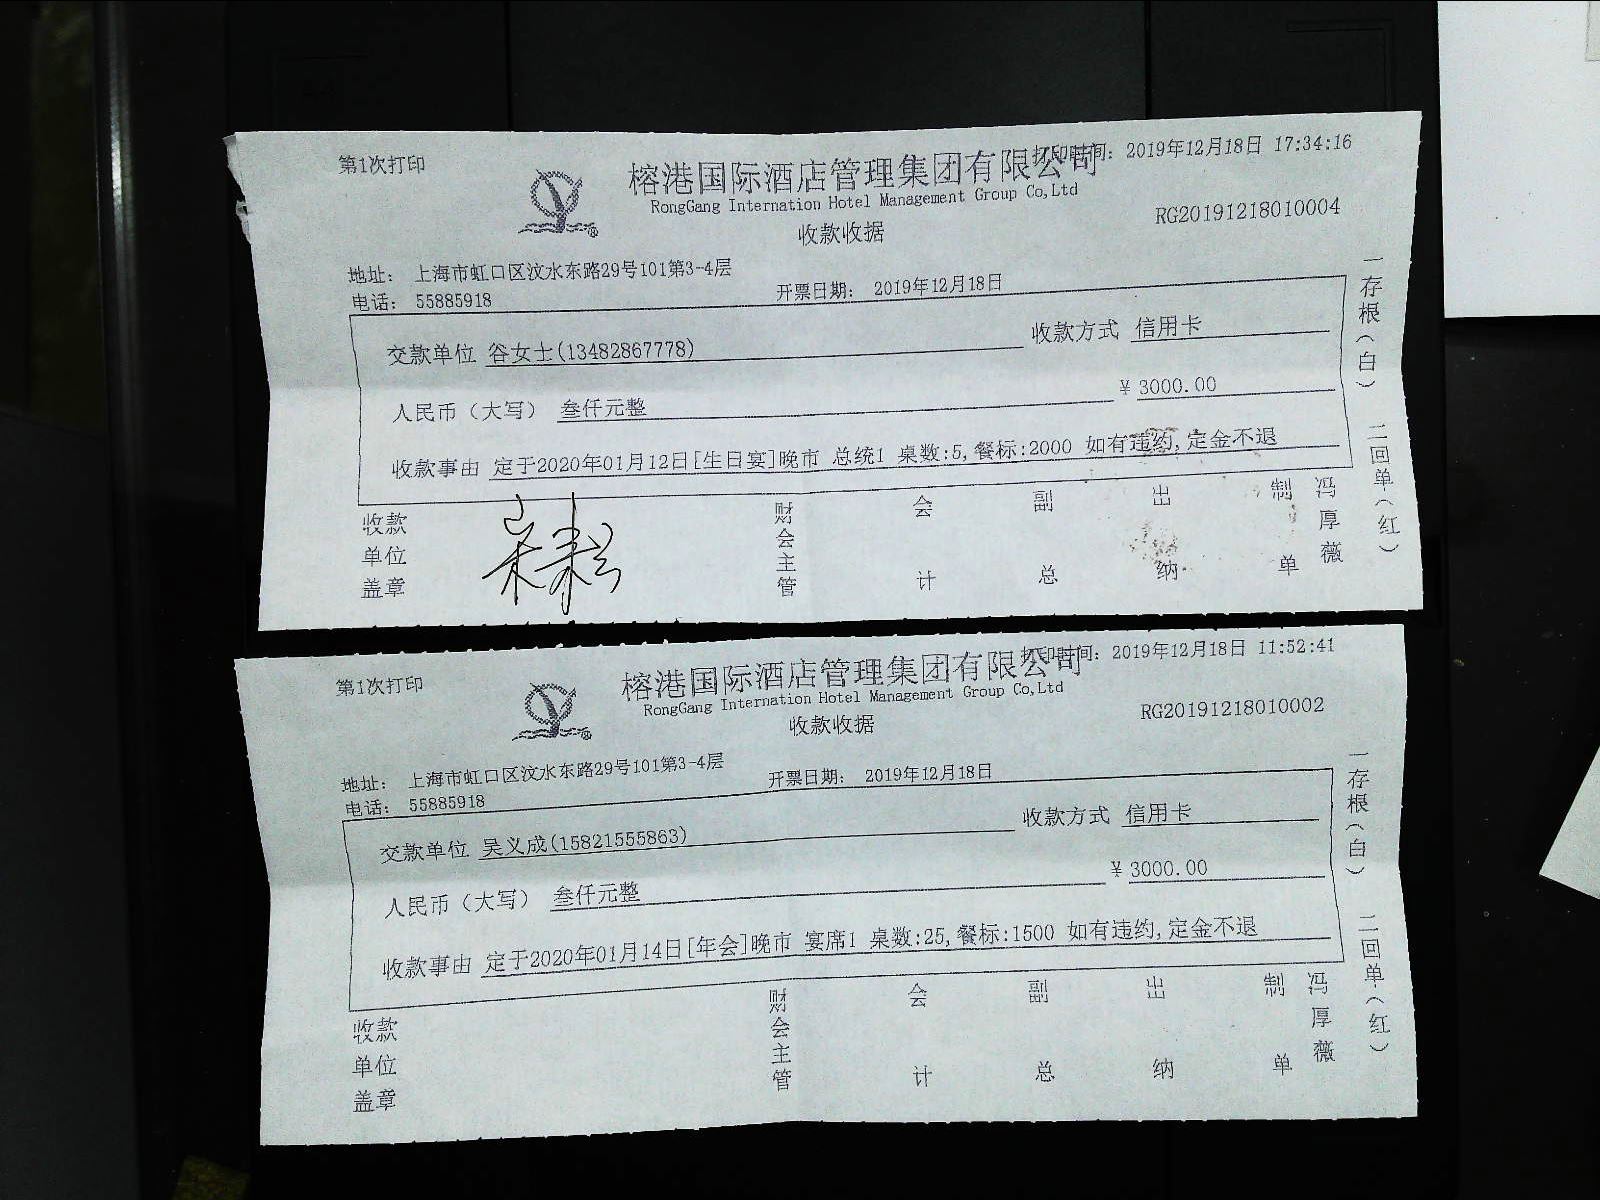 第1次打印
打印时间: 2019年12月18日 17:34:16
榕港国际酒店管理集团有限公司
RongGang Internation Hotel Management Group Co,Ltd
RG20191218010004
收款收据
地址: 上海市虹口区汶水东路29号101第3-4层
电话: 55885918
开票日期: 2019年12月18日
交款单位 谷女士(13482867778)
收款方式 信用卡
人民币（大写） 叁仟元整
¥ 3000.00
收款事由 定于2020年01月12日[生日宴]晚市 总统1 桌数:5,餐标:2000 如有违约,定金不退
收款单位盖章
财会主管
会计
副总
出纳
制单
冯厚薇
一存根（白）
二回单（红）
第1次打印
打印时间: 2019年12月18日 11:52:41
榕港国际酒店管理集团有限公司
RongGang Internation Hotel Management Group Co,Ltd
RG20191218010002
收款收据
地址: 上海市虹口区汶水东路29号101第3-4层
电话: 55885918
开票日期: 2019年12月18日
交款单位 吴义成(15821555863)
收款方式 信用卡
人民币（大写） 叁仟元整
¥ 3000.00
收款事由 定于2020年01月14日[年会]晚市 宴席1 桌数:25,餐标:1500 如有违约,定金不退
收款单位盖章
财会主管
会计
副总
出纳
制单
冯厚薇
一存根（白）
二回单（红）